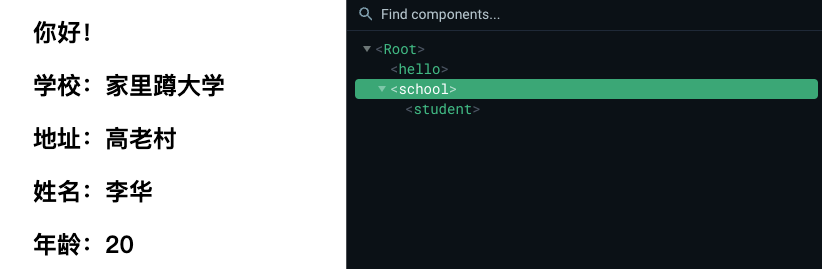 你好！
学校：家里蹲大学
地址：高老村
姓名：李华
年龄：20
Find components...
<Root>
<hello>
<school>
<student>